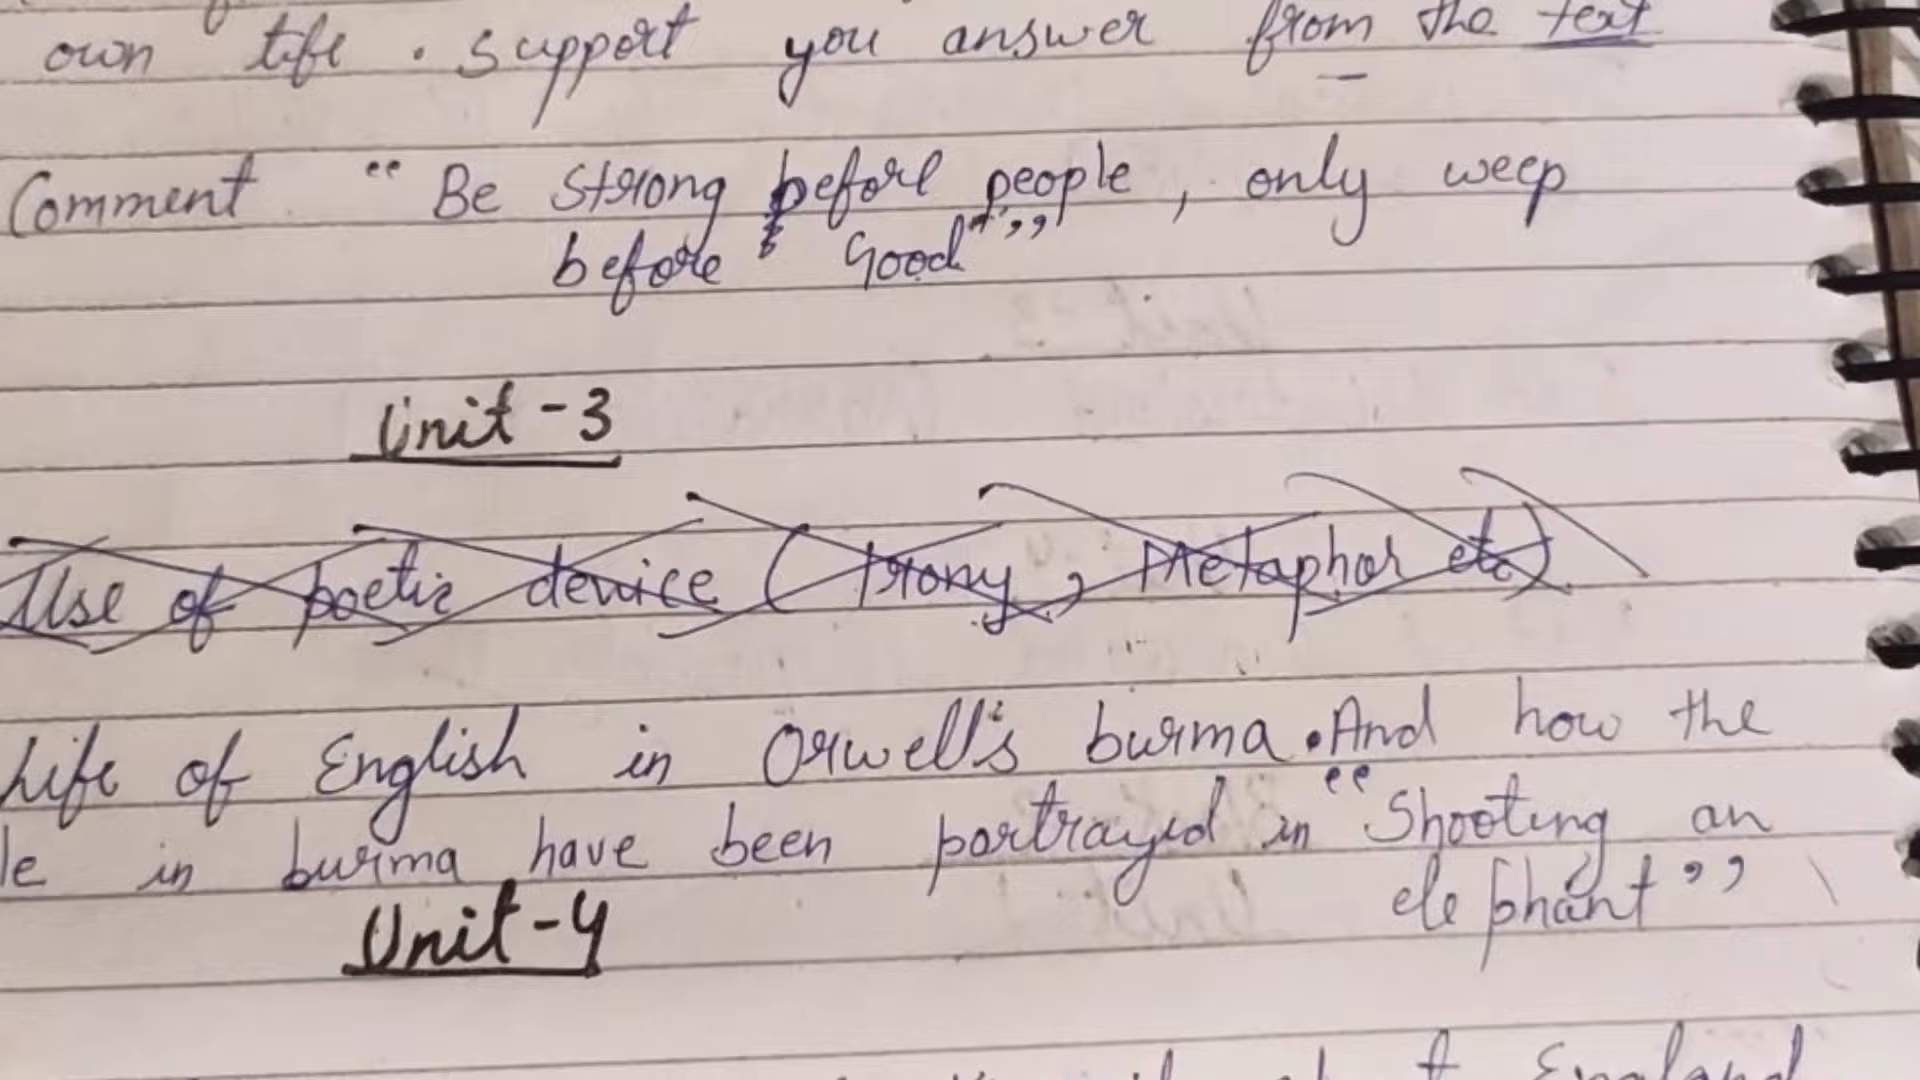 own life. Support you answer from the text
Comment "Be strong before people, only weep
before Good"
Unit-3
Use of poetic device (Irony, Metaphor etc)
Life of English in Orwell's burma. And how the
le in burma have been portrayed in "Shooting an
elephant"
Unit-4
England